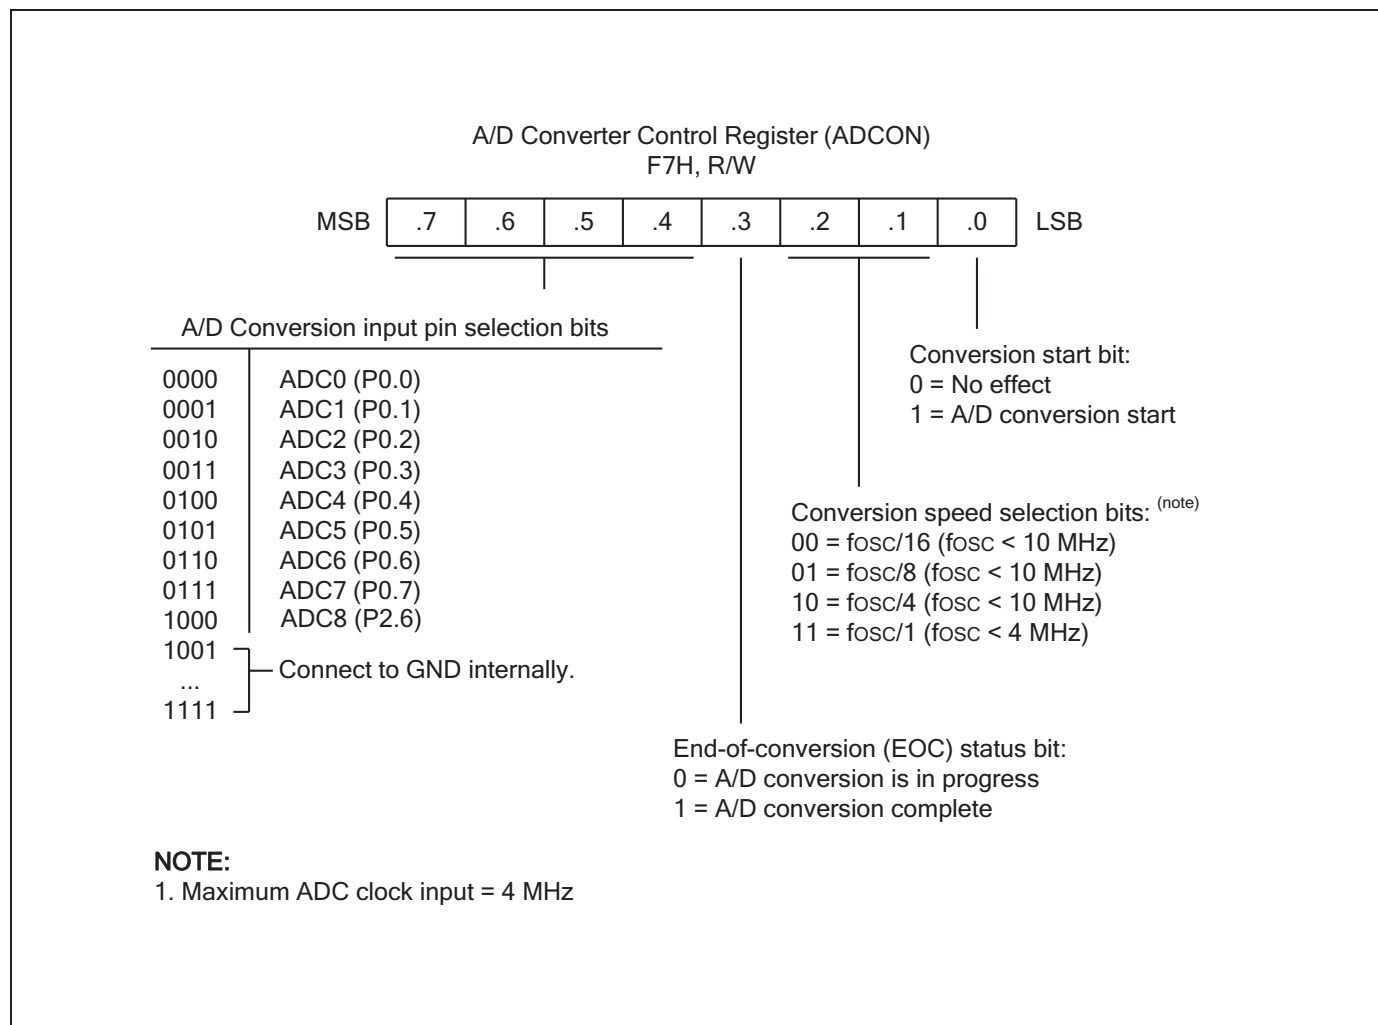 A/D Converter Control Register (ADCON)
F7H, R/W
MSB .7 .6 .5 .4 .3 .2 .1 .0 LSB
A/D Conversion input pin selection bits
0000 ADC0 (P0.0)
0001 ADC1 (P0.1)
0010 ADC2 (P0.2)
0011 ADC3 (P0.3)
0100 ADC4 (P0.4)
0101 ADC5 (P0.5)
0110 ADC6 (P0.6)
0111 ADC7 (P0.7)
1000 ADC8 (P2.6)
1001
... Connect to GND internally.
1111
Conversion start bit:
0 = No effect
1 = A/D conversion start
Conversion speed selection bits: (note)
00 = fOSC/16 (fOSC < 10 MHz)
01 = fOSC/8 (fOSC < 10 MHz)
10 = fOSC/4 (fOSC < 10 MHz)
11 = fOSC/1 (fOSC < 4 MHz)
End-of-conversion (EOC) status bit:
0 = A/D conversion is in progress
1 = A/D conversion complete
NOTE:
1. Maximum ADC clock input = 4 MHz